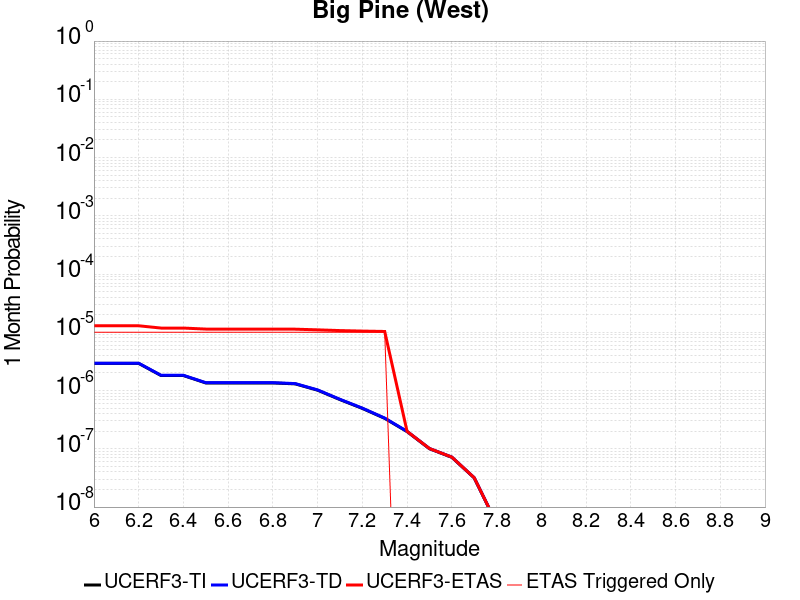 Big Pine (West)
10^0
10^-1
10^-2
10^-3
10^-4
10^-5
10^-6
10^-7
10^-8
1 Month Probability
6 6.2 6.4 6.6 6.8 7 7.2 7.4 7.6 7.8 8 8.2 8.4 8.6 8.8 9
Magnitude
UCERF3-TI UCERF3-TD UCERF3-ETAS ETAS Triggered Only